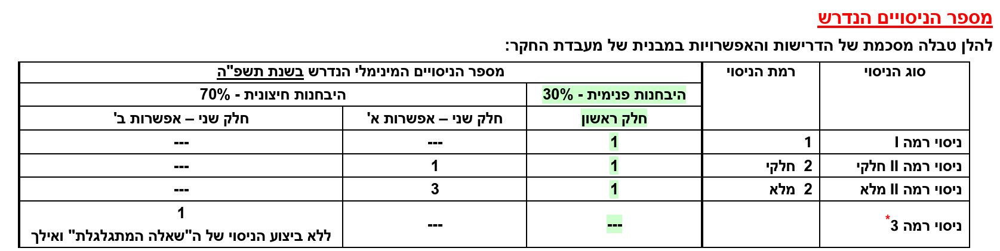 מספר הניסויים הנדרש
להלן טבלה מסכמת של הדרישות והאפשרויות במבנית של מעבדת החקר:
סוג הניסוי רמת הניסוי מספר הניסויים המינימלי הנדרש בשנת תשפ"ה
היבחנות פנימית - 30% היבחנות חיצונית - 70%
חלק ראשון חלק שני – אפשרות א' חלק שני – אפשרות ב'
ניסוי רמה I 1 1 --- ---
ניסוי רמה II חלקי 2 חלקי 1 1 ---
ניסוי רמה II מלא 2 מלא 1 3 ---
ניסוי רמה 3* --- --- 1
ללא ביצוע הניסוי של ה"שאלה המתגלגלת" ואילך